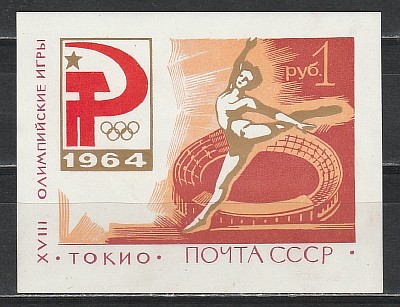 XVIII ОЛИМПИЙСКИЕ ИГРЫ
1964
руб. 1
• ТОКИО • ПОЧТА СССР •